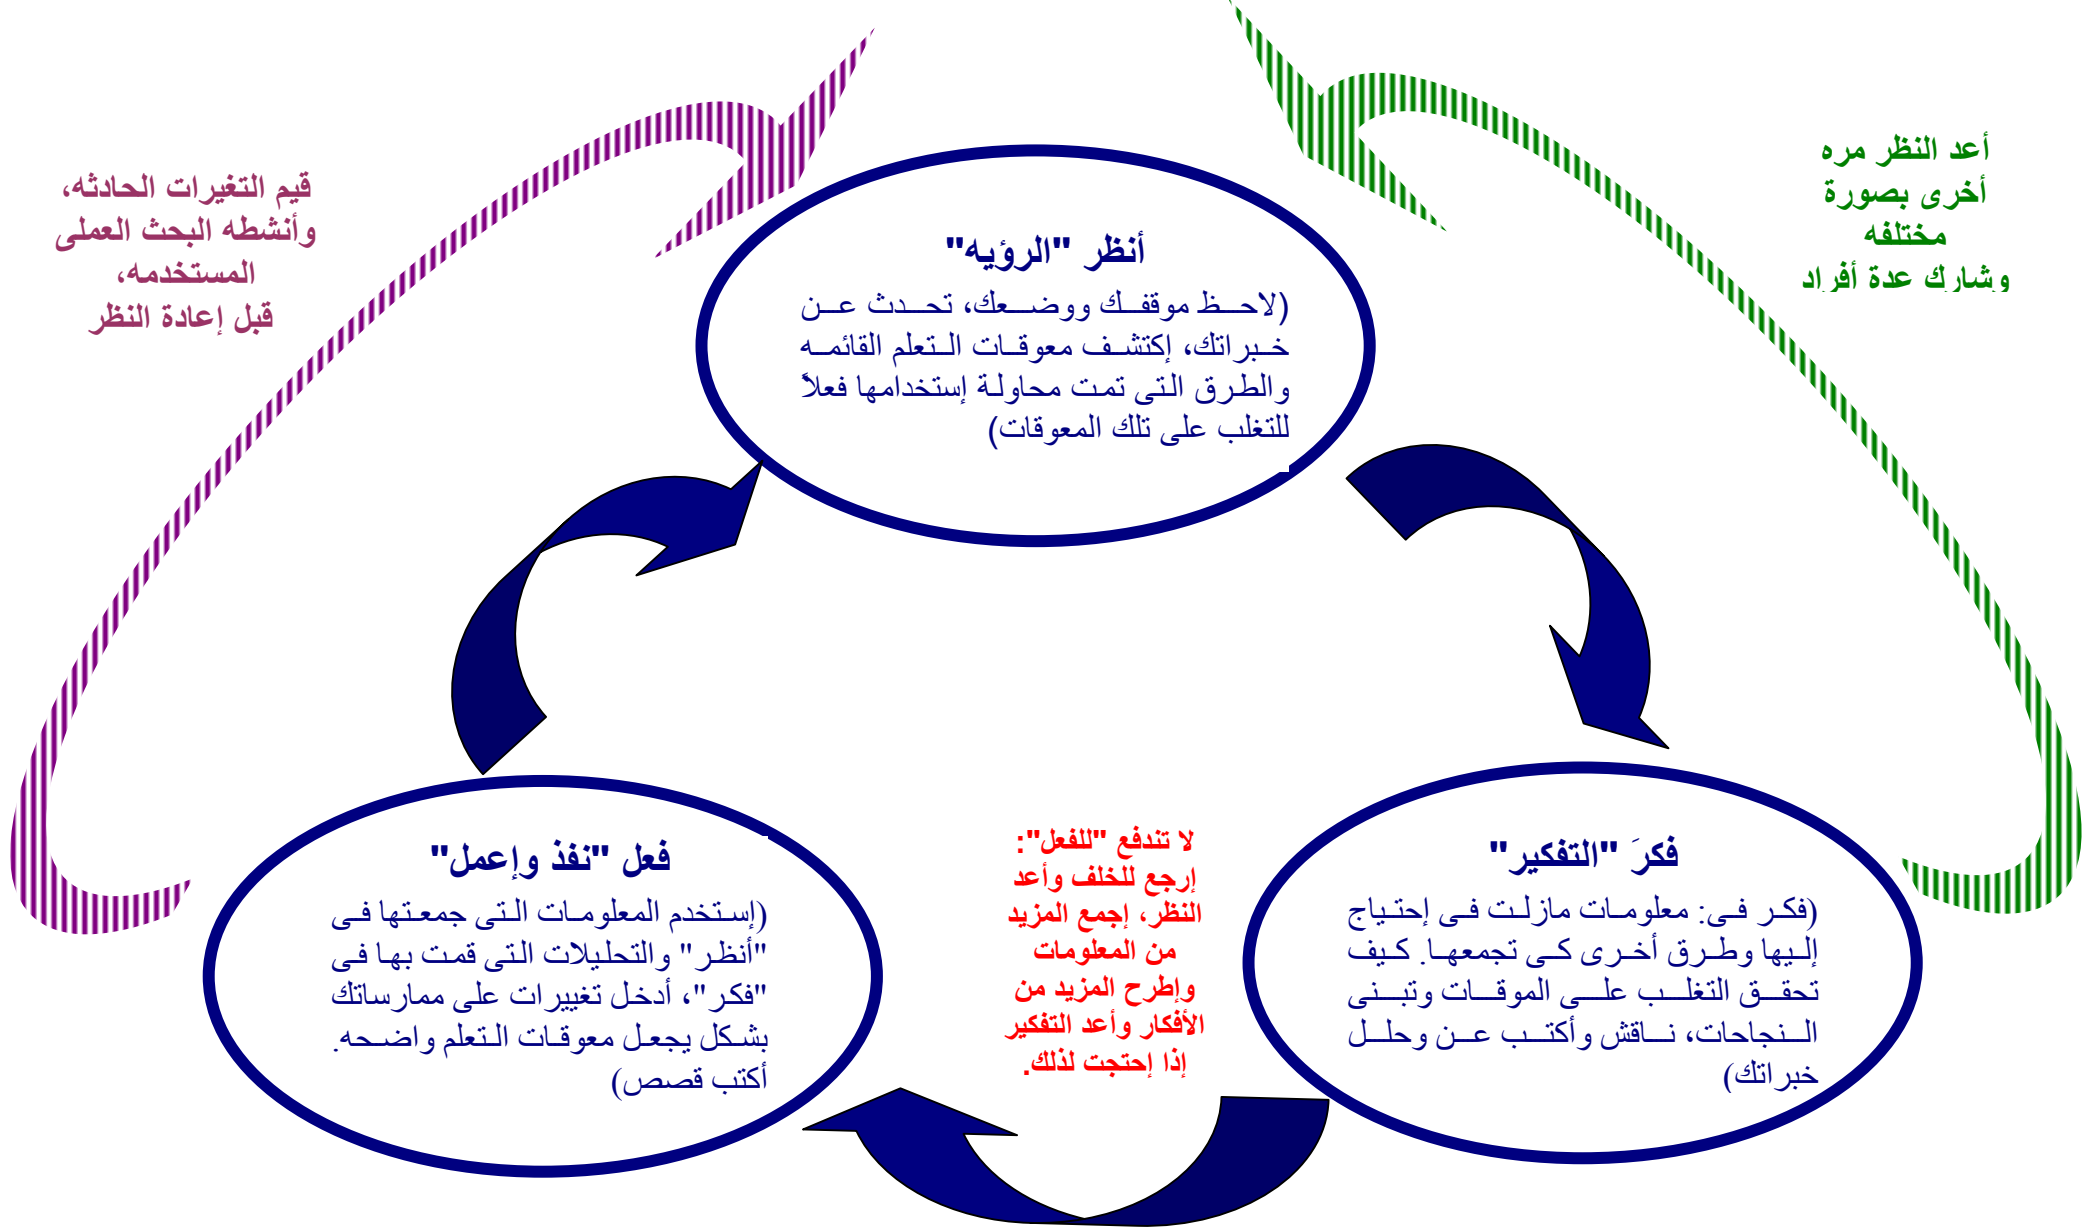 أعد النظر مره
أخرى بصورة
مختلفه
وشارك عدة أفراد
قيم التغيرات الحادثه،
وأنشطه البحث العملى
المستخدمه،
قبل إعادة النظر
أنظر "الرؤيه"
(لاحظ موقفك ووضعك، تحدث عن
خبراتك، إكتشف معوقات التعلم القائمه
والطرق التى تمت محاولة إستخدامها فعلاً
للتغلب على تلك المعوقات)
فكرَ "التفكير"
(فكر فى: معلومات مازلت فى إحتياج
إليها وطرق أخرى كى تجمعها. كيف
تحقق التغلب على الموقات وتبنى
النجاحات، ناقش وأكتب عن وحلل
خبراتك)
لا تندفع "للفعل":
إرجع للخلف وأعد
النظر، إجمع المزيد
من المعلومات
وإطرح المزيد من
الأفكار وأعد التفكير
إذا إحتجت لذلك.
فعل "نفذ وإعمل"
(إستخدم المعلومات التى جمعتها فى
"أنظر" والتحليلات التى قمت بها فى
"فكر"، أدخل تغييرات على ممارساتك
بشكل يجعل معوقات التعلم واضحه.
أكتب قصص)